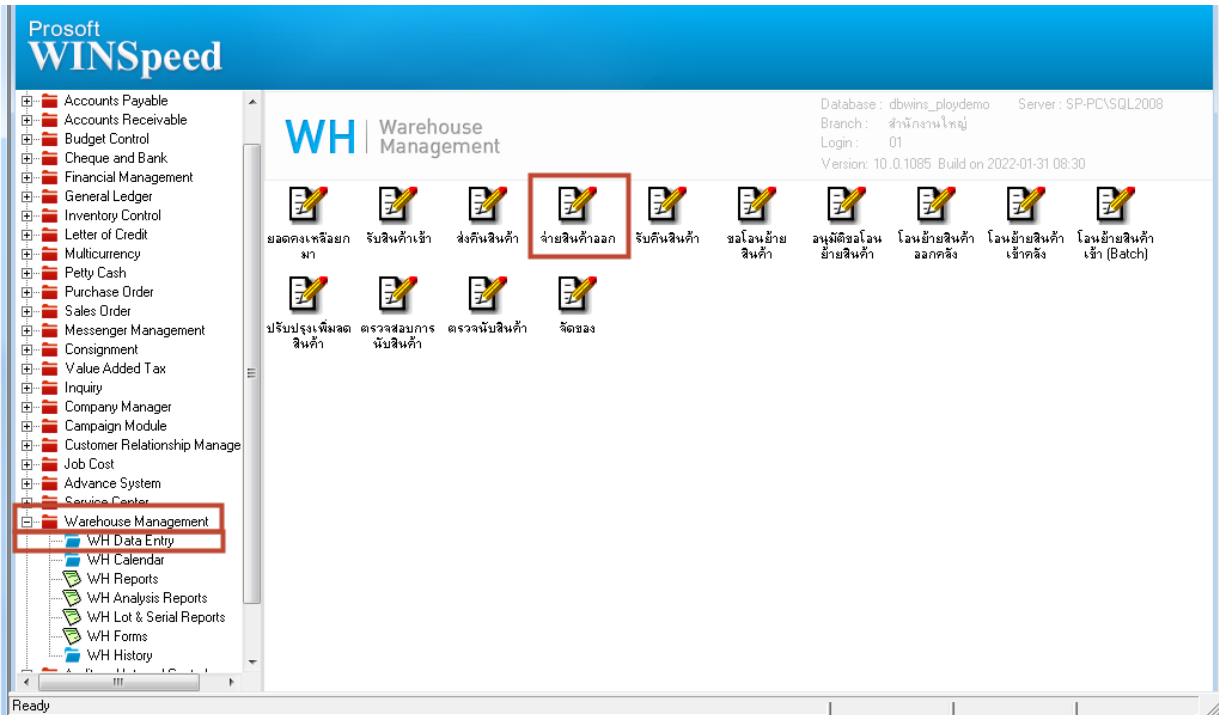 Prosoft
WINSpeed
Accounts Payable
Accounts Receivable
Budget Control
Cheque and Bank
Financial Management
General Ledger
Inventory Control
Letter of Credit
Multicurrency
Petty Cash
Purchase Order
Sales Order
Messenger Management
Consignment
Value Added Tax
Inquiry
Company Manager
Campaign Module
Customer Relationship Manage
Job Cost
Advance System
Service Center
Warehouse Management
WH Data Entry
WH Calendar
WH Reports
WH Analysis Reports
WH Lot & Serial Reports
WH Forms
WH History
WH Warehouse
Management
Database : dbwins_ploydemo Server : SP-PC\SQL2008
Branch : สำนักงานใหญ่
Login : 01
Version: 10.0.1085 Build on 2022-01-31 08:30
ยอดคงเหลือยก รับสินค้าเข้า ส่งคืนสินค้า จ่ายสินค้าออก รับคืนสินค้า ขอโอนย้าย อนุมัติขอโอน โอนย้ายสินค้า โอนย้ายสินค้า โอนย้ายสินค้า
มา สินค้า ย้ายสินค้า ออกคลัง เข้าคลัง เข้า (Batch)
ปรับปรุงเพิ่มลด ตรวจสอบการ ตรวจนับสินค้า จัดของ
สินค้า นับสินค้า
Ready